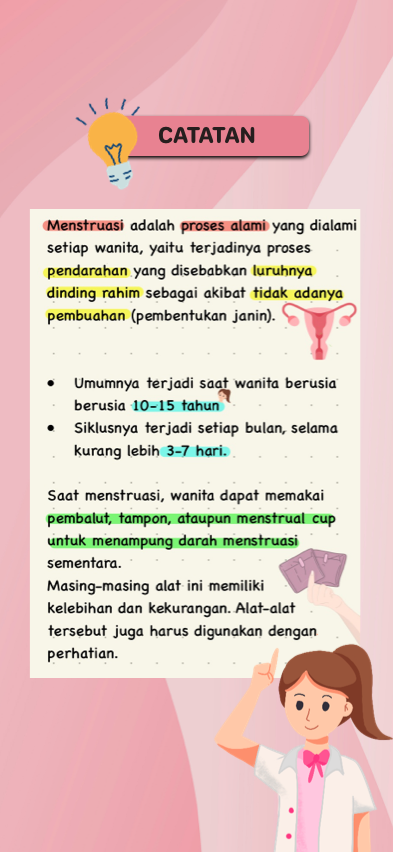 CATATAN
Menstruasi adalah proses alami yang dialami
setiap wanita, yaitu terjadinya proses
pendarahan yang disebabkan luruhnya
dinding rahim sebagai akibat tidak adanya
pembuahan (pembentukan janin).
• Umumnya terjadi saat wanita berusia
berusia 10-15 tahun
• Siklusnya terjadi setiap bulan, selama
kurang lebih 3-7 hari.
Saat menstruasi, wanita dapat memakai
pembalut, tampon, ataupun menstrual cup
untuk menampung darah menstruasi
sementara.
Masing-masing alat ini memiliki
kelebihan dan kekurangan. Alat-alat
tersebut juga harus digunakan dengan
perhatian.